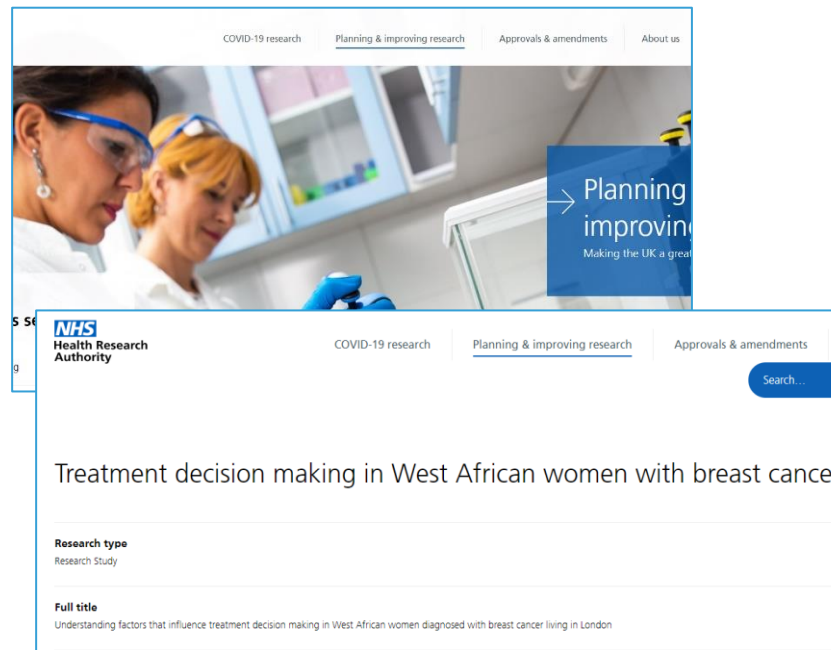 COVID-19 research Planning & improving research Approvals & amendments About us
Planning
improving
Making the UK a great
NHS
Health Research
Authority
COVID-19 research Planning & improving research Approvals & amendments
Search...
Treatment decision making in West African women with breast cance
Research type
Research Study
Full title
Understanding factors that influence treatment decision making in West African women diagnosed with breast cancer living in London